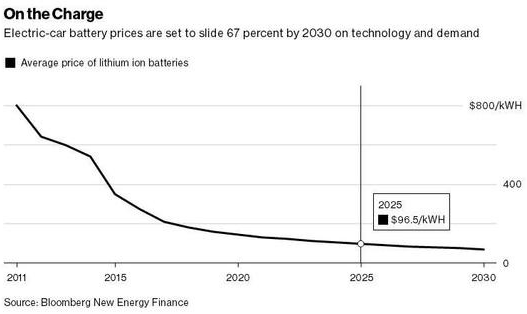 On the Charge
Electric-car battery prices are set to slide 67 percent by 2030 on technology and demand
Average price of lithium ion batteries
$800/kWH
400
2025
$96.5/kWH
0
2011 2015 2020 2025 2030
Source: Bloomberg New Energy Finance